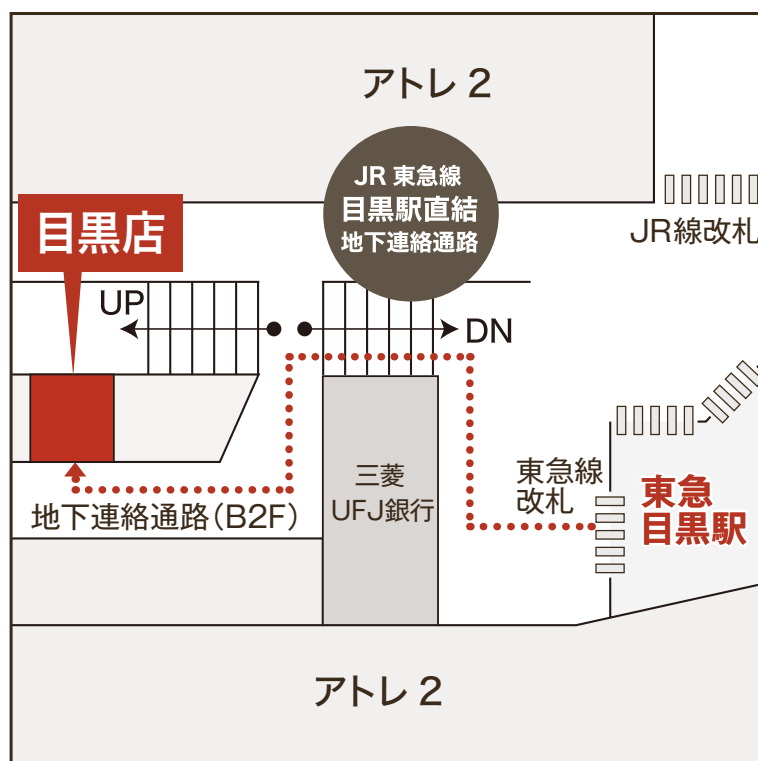 アトレ 2
JR 東急線
目黒駅直結
地下連絡通路
目黒店
JR線改札
UP
DN
東急線
改札
三菱
UFJ銀行
東急
目黒駅
地下連絡通路(B2F)
アトレ 2